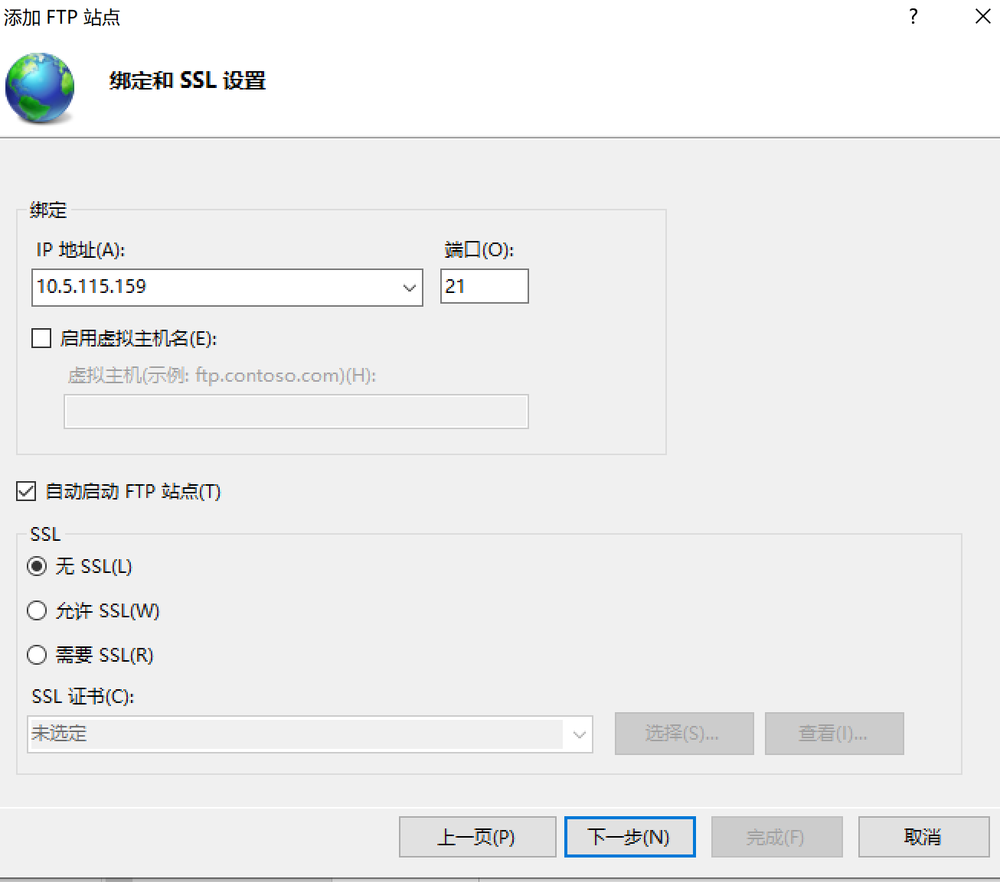 添加 FTP 站点
?
绑定和 SSL 设置
绑定
IP 地址(A):
端口(O):
10.5.115.159
21
启用虚拟主机名(E):
虚拟主机(示例: ftp.contoso.com)(H):
自动启动 FTP 站点(T)
SSL
无 SSL(L)
允许 SSL(W)
需要 SSL(R)
SSL 证书(C):
未选定
选择(S)...
查看(I)...
上一页(P)
下一步(N)
完成(F)
取消